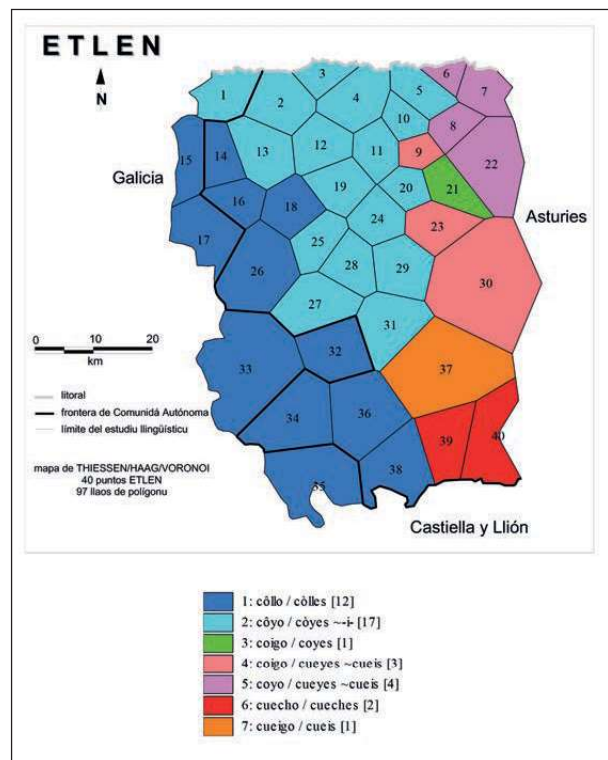 ETLEN
N
Galicia
Asturies
Castiella y Llión
1
2
3
4
5
6
7
8
9
10
11
12
13
14
15
16
17
18
19
20
21
22
23
24
25
26
27
28
29
30
31
32
33
34
35
36
37
38
39
40
0 10 20
km
litoral
frontera de Comunidá Autónoma
límite del estudiu llingüísticu
mapa de THIESSEN/HAAG/VORONOI
40 puntos ETLEN
97 llaos de polígonu
1: côllo / còlles [12]
2: côyo / còyes ~-i- [17]
3: coigo / coyes [1]
4: coigo / cueyes ~cueis [3]
5: coyo / cueyes ~cueis [4]
6: cuecho / cueches [2]
7: cueigo / cueis [1]